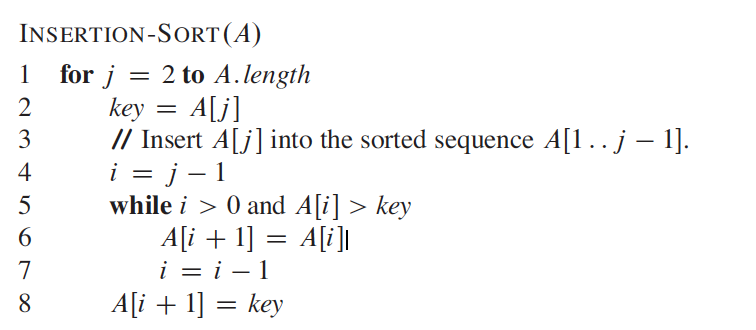 INSERTION-SORT(A)
1 for j = 2 to A.length
2 key = A[j]
3 // Insert A[j] into the sorted sequence A[1 . . j − 1].
4 i = j − 1
5 while i > 0 and A[i] > key
6 A[i + 1] = A[i]
7 i = i − 1
8 A[i + 1] = key